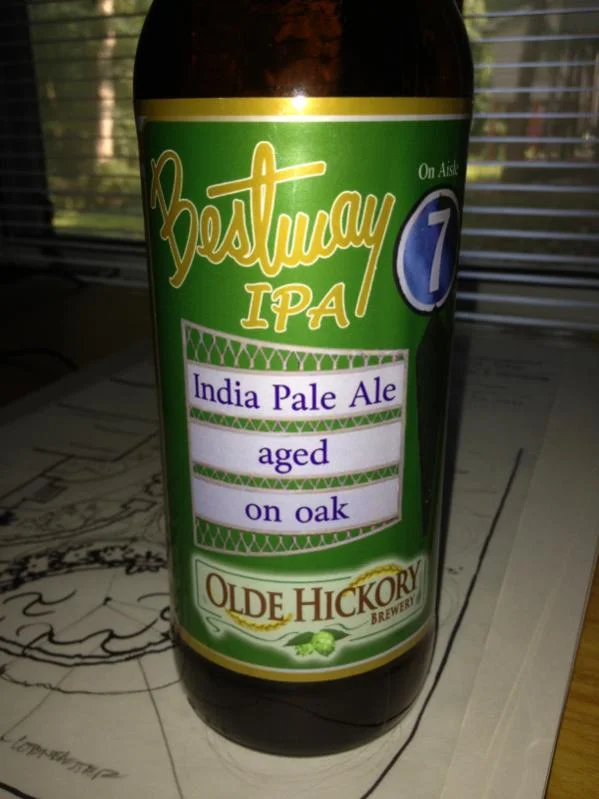 On Aisle
7
Bestway
IPA
India Pale Ale
aged
on oak
OLDE HICKORY
BREWERY